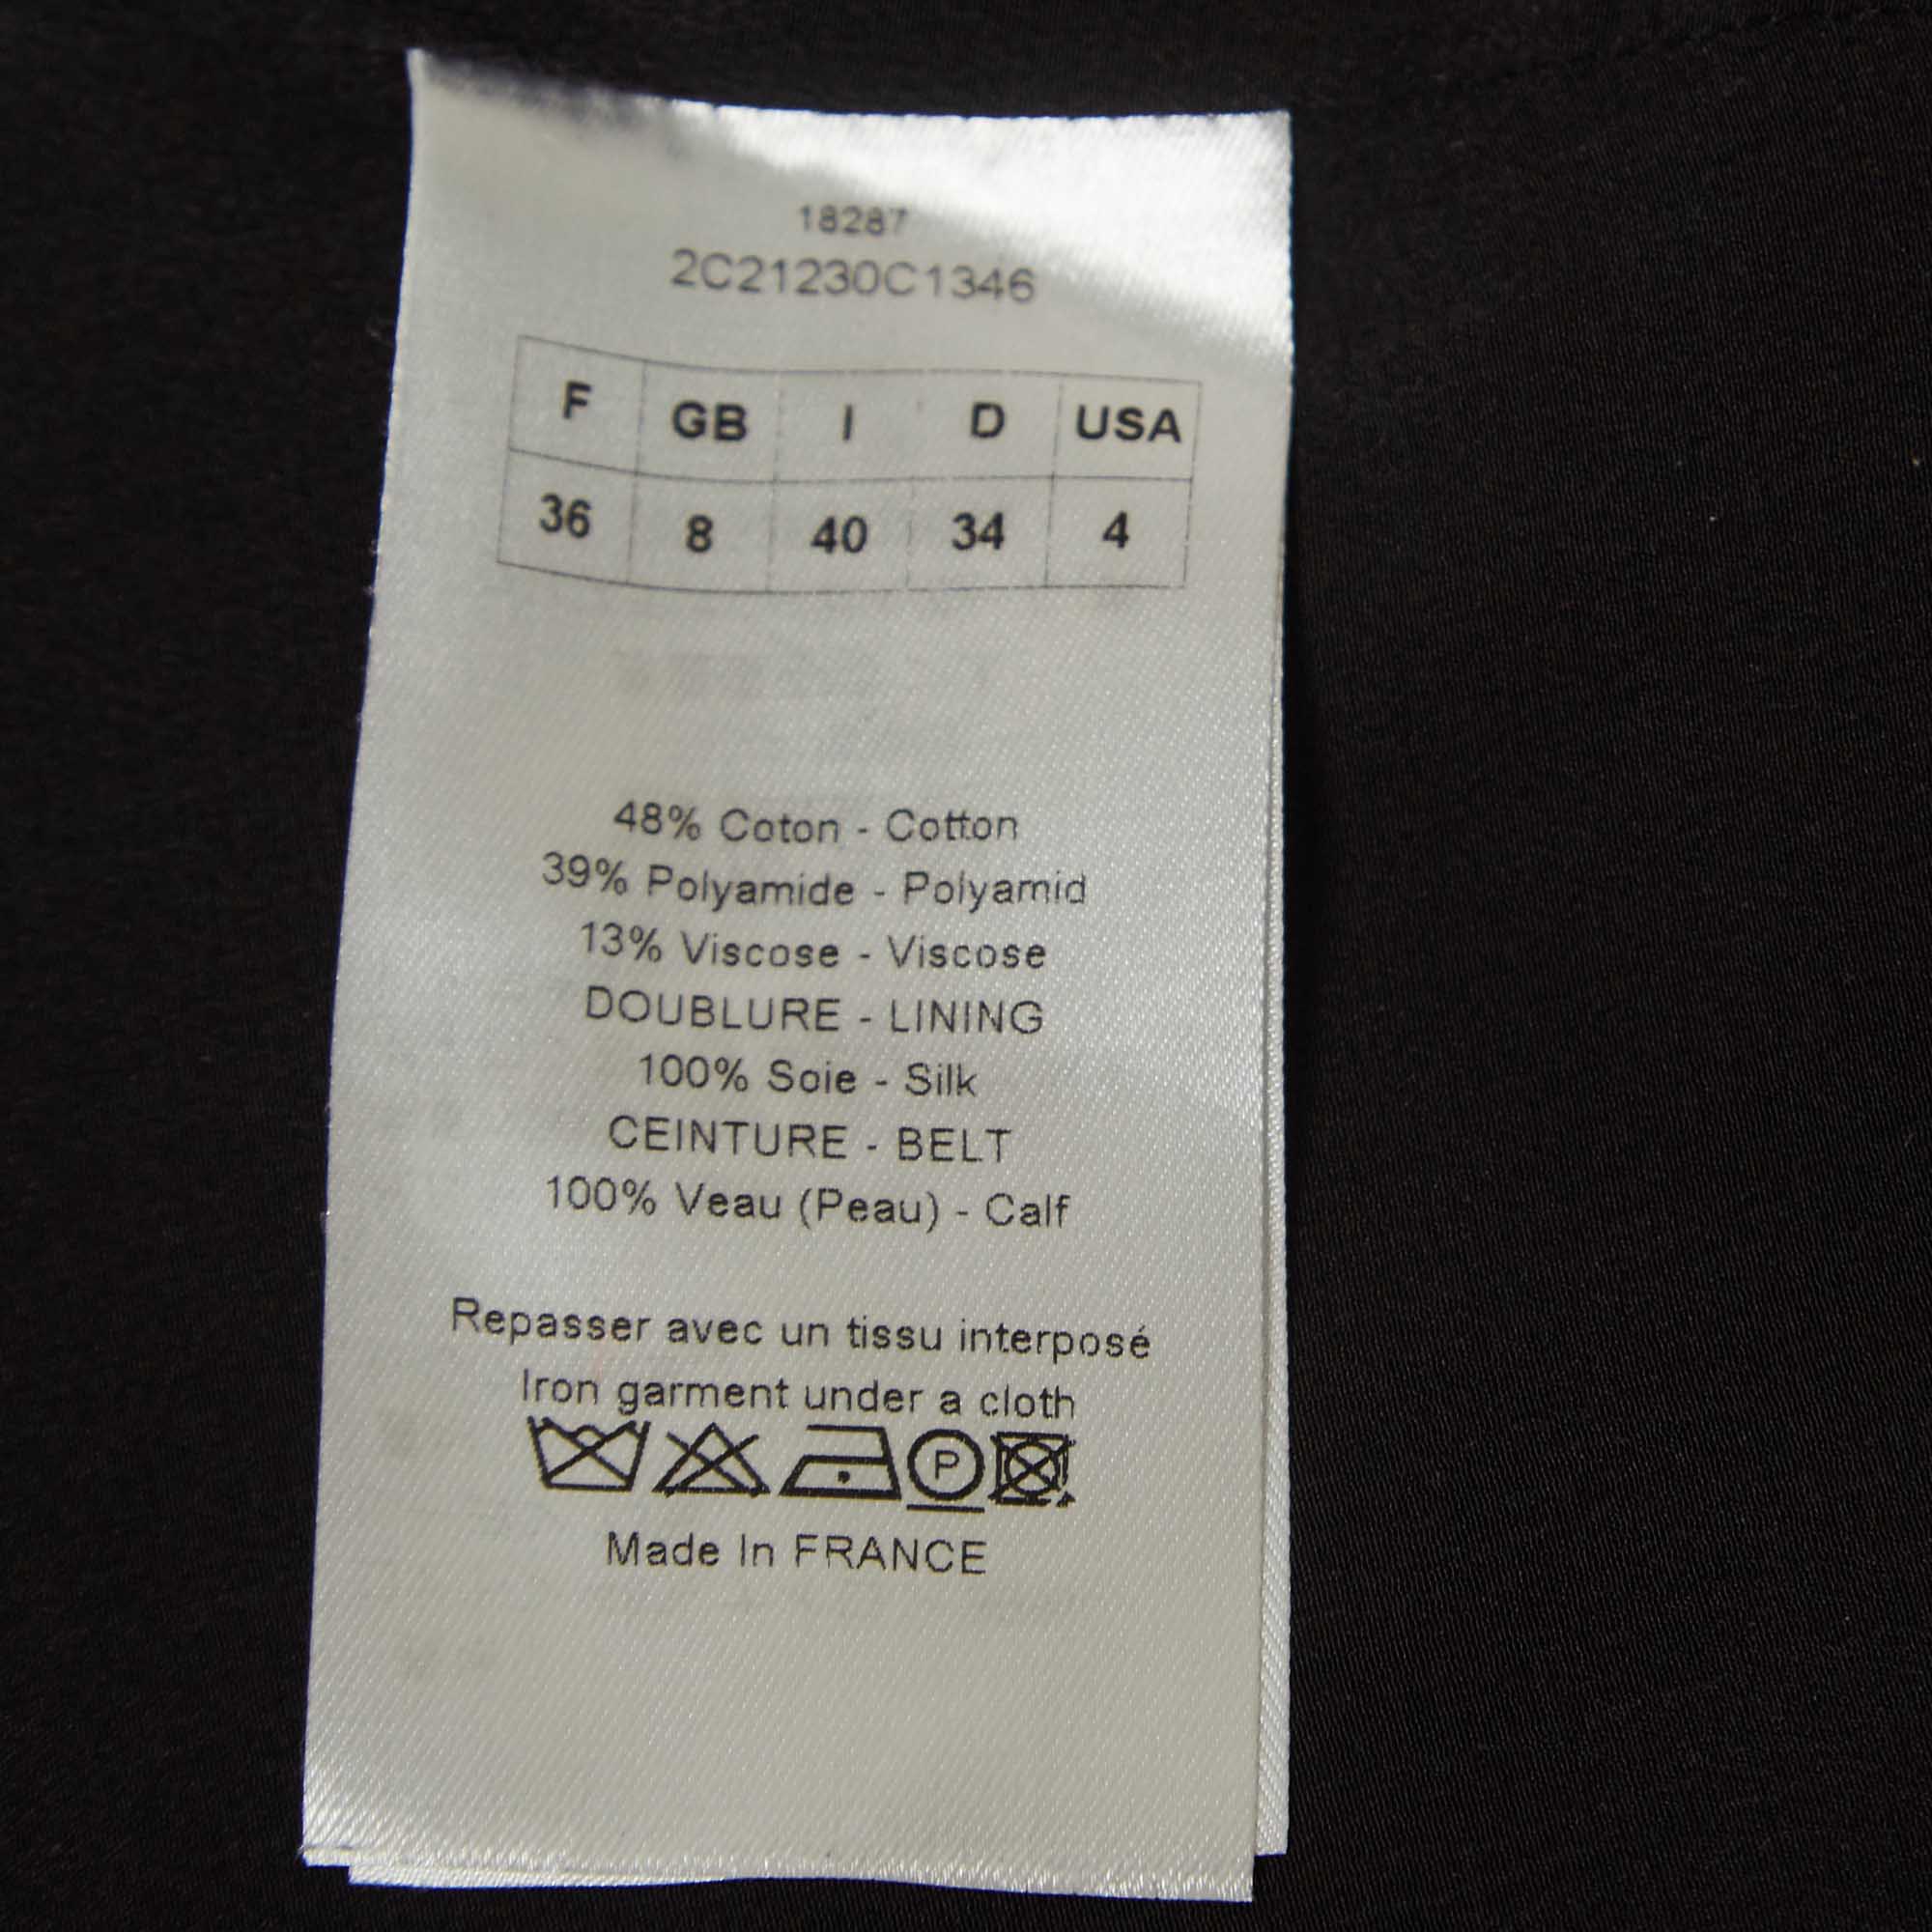 18287
2C21230C1346
F GB I D USA
36 8 40 34 4
48% Coton - Cotton
39% Polyamide - Polyamid
13% Viscose - Viscose
DOUBLURE - LINING
100% Soie - Silk
CEINTURE - BELT
100% Veau (Peau) - Calf
Repasser avec un tissu interposé
Iron garment under a cloth
P
Made In FRANCE